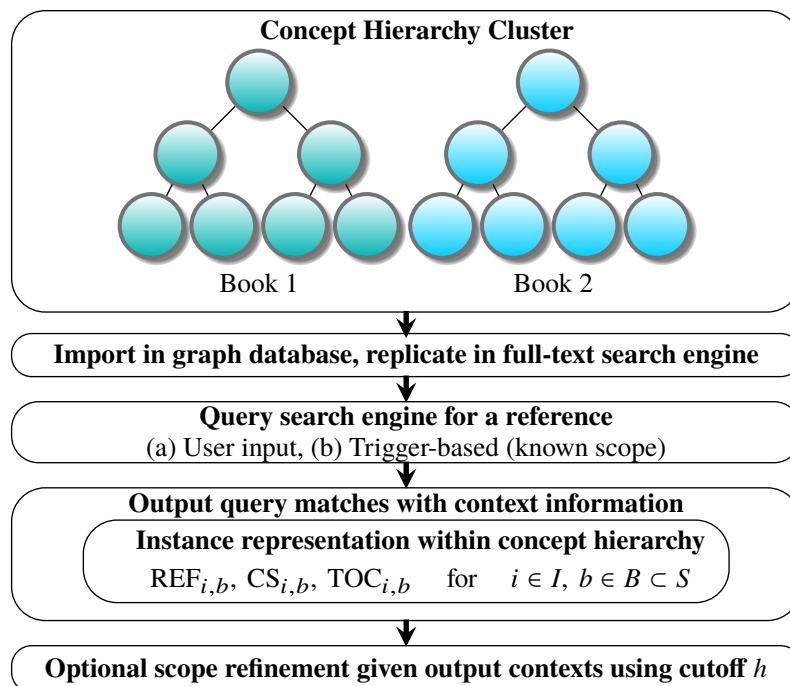 Concept Hierarchy Cluster
Book 1 Book 2
Import in graph database, replicate in full-text search engine
Query search engine for a reference
(a) User input, (b) Trigger-based (known scope)
Output query matches with context information
Instance representation within concept hierarchy
REF_{i,b}, CS_{i,b}, TOC_{i,b} for i ∈ I, b ∈ B ⊂ S
Optional scope refinement given output contexts using cutoff h